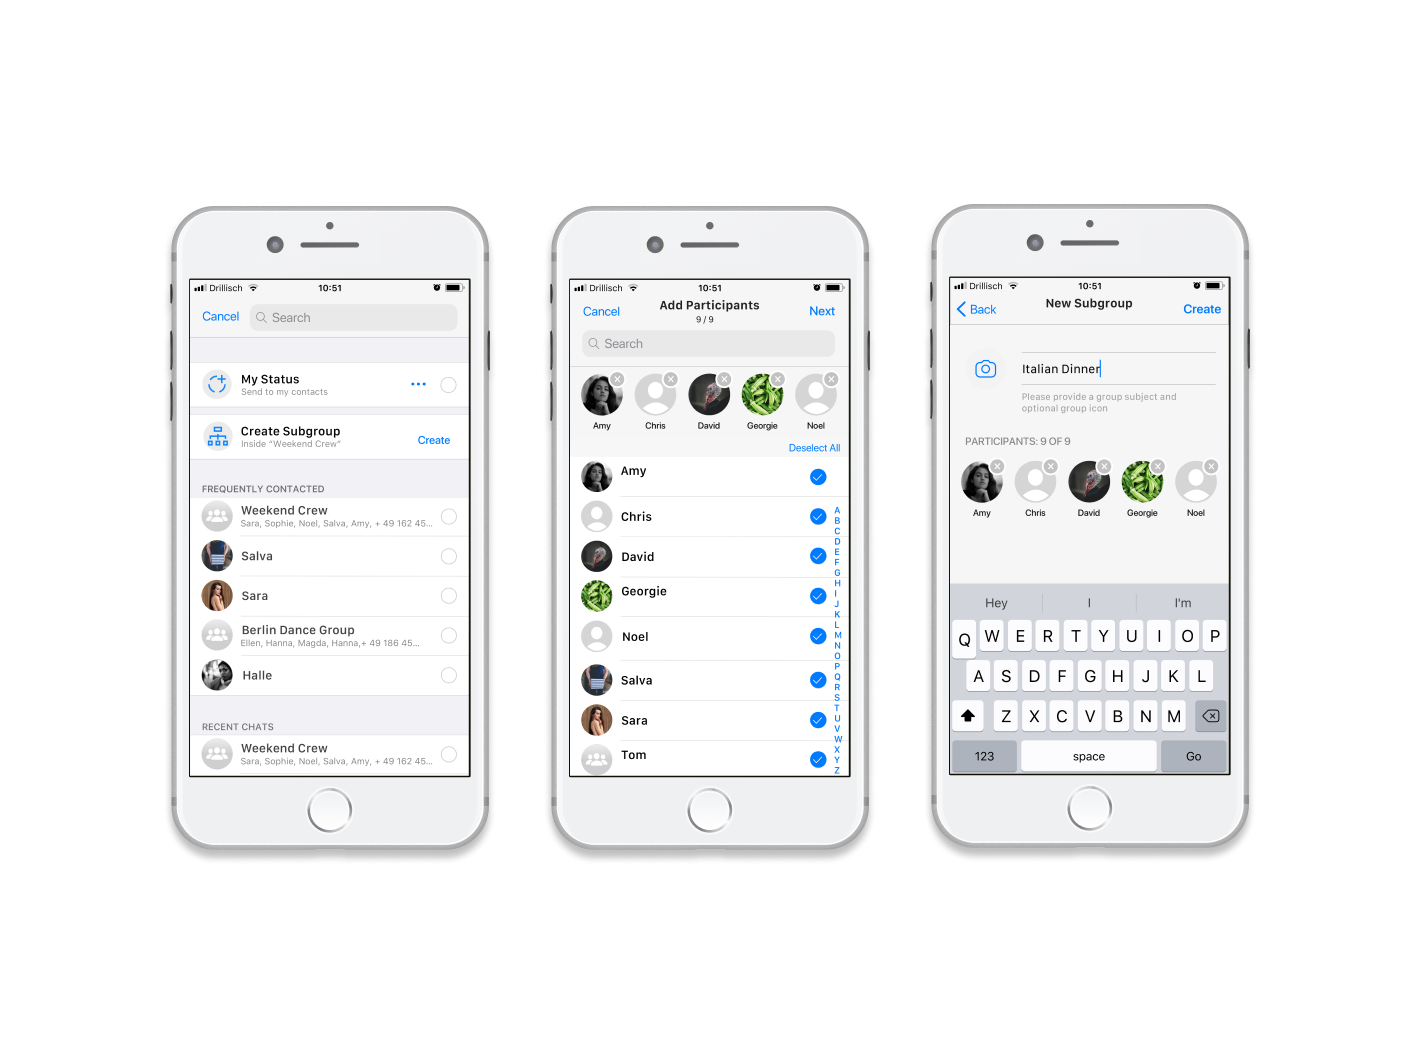 Drillisch 10:51
Cancel Search
My Status
Send to my contacts
Create Subgroup
Inside “Weekend Crew”
Create
FREQUENTLY CONTACTED
Weekend Crew
Sara, Sophie, Noel, Salva, Amy, + 49 162 45...
Salva
Sara
Berlin Dance Group
Ellen, Hanna, Magda, Hanna,+ 49 186 45...
Halle
RECENT CHATS
Weekend Crew
Sara, Sophie, Noel, Salva, Amy, + 49 162 45...
Drillisch 10:51
Cancel Add Participants Next
9 / 9
Search
Amy Chris David Georgie Noel
Deselect All
Amy
Chris
David
Georgie
Noel
Salva
Sara
Tom
A
B
C
D
E
F
G
H
I
J
K
L
M
N
O
P
Q
R
S
T
U
V
W
X
Y
Z
Drillisch 10:51
Back New Subgroup Create
Italian Dinner
Please provide a group subject and
optional group icon
PARTICIPANTS: 9 OF 9
Amy Chris David Georgie Noel
Hey I I'm
Q W E R T Y U I O P
A S D F G H J K L
Z X C V B N M
123 space Go